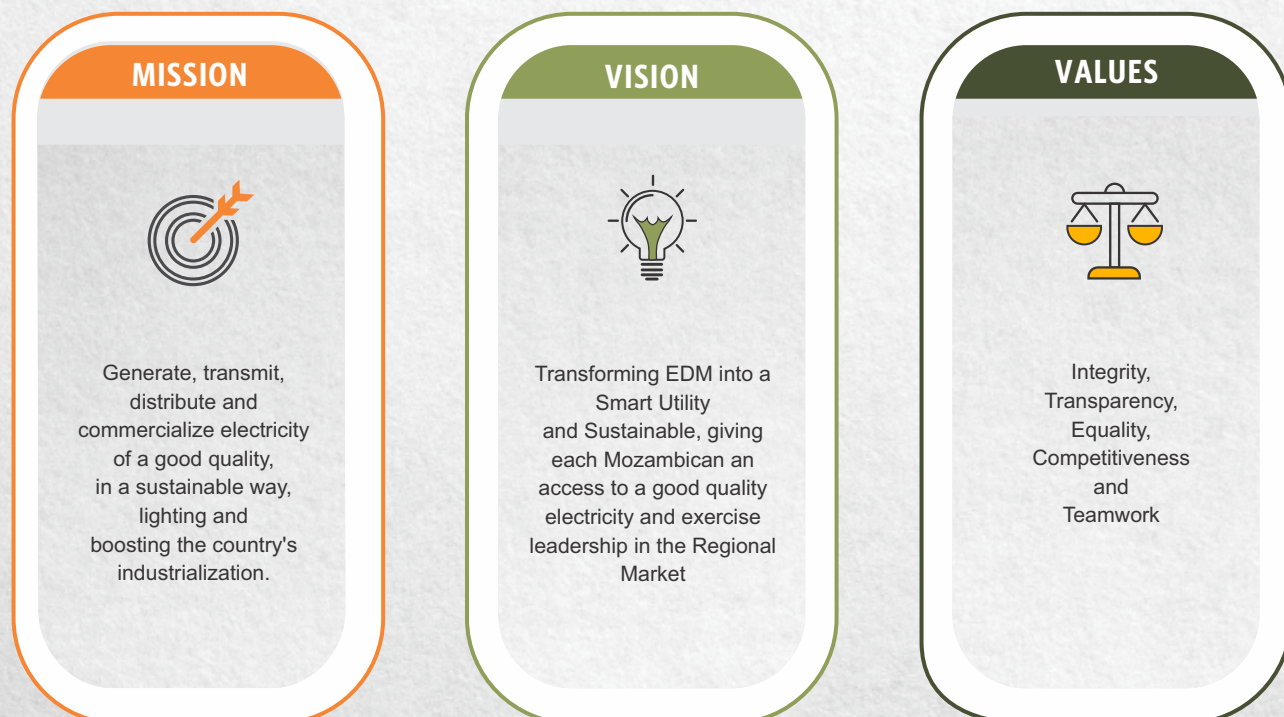 MISSION
Generate, transmit,
distribute and
commercialize electricity
of a good quality,
in a sustainable way,
lighting and
boosting the country's
industrialization.
VISION
Transforming EDM into a
Smart Utility
and Sustainable, giving
each Mozambican an
access to a good quality
electricity and exercise
leadership in the Regional
Market
VALUES
Integrity,
Transparency,
Equality,
Competitiveness
and
Teamwork